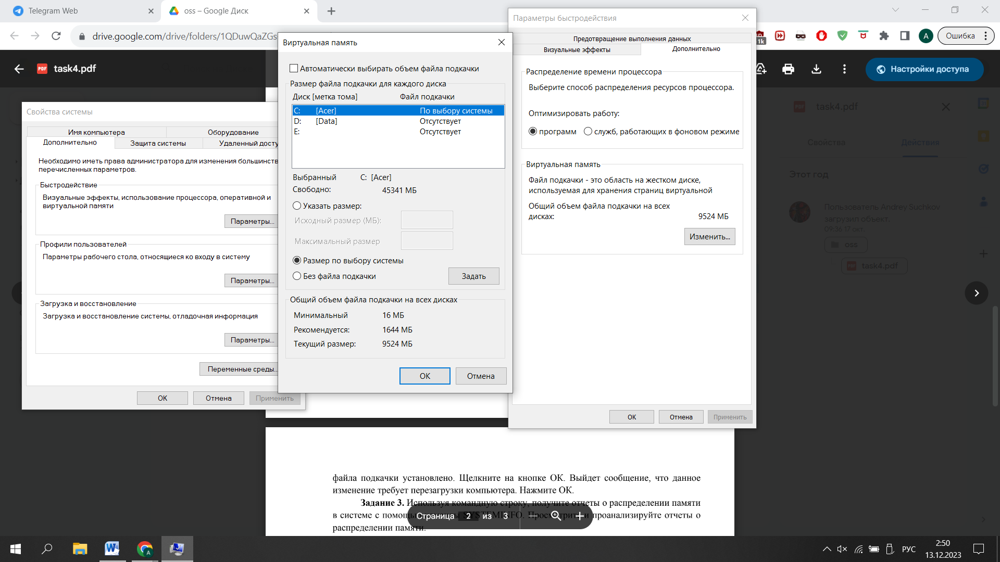 Telegram Web
oss – Google Диск
drive.google.com/drive/folders/1QDuwQaZGs
1k
A
Ошибка
PDF
task4.pdf
Настройки доступа
Свойства системы
Имя компьютера
Оборудование
Дополнительно
Защита системы
Удаленный досту
Необходимо иметь права администратора для изменения большинств
перечисленных параметров.
Быстродействие
Визуальные эффекты, использование процессора, оперативной и
виртуальной памяти
Параметры...
Профили пользователей
Параметры рабочего стола, относящиеся ко входу в систему
Параметры...
Загрузка и восстановление
Загрузка и восстановление системы, отладочная информация
Параметры...
Переменные среды...
ОК
Отмена
Применить
Виртуальная память
Автоматически выбирать объем файла подкачки
Размер файла подкачки для каждого диска
Диск [метка тома]
Файл подкачки
C: [Acer] По выбору системы
D: [Data] Отсутствует
E: Отсутствует
Выбранный C: [Acer]
Свободно: 45341 МБ
Указать размер:
Исходный размер (МБ):
Максимальный размер
Размер по выбору системы
Без файла подкачки
Задать
Общий объем файла подкачки на всех дисках
Минимальный 16 МБ
Рекомендуется: 1644 МБ
Текущий размер: 9524 МБ
ОК
Отмена
Параметры быстродействия
Предотвращение выполнения данных
Визуальные эффекты
Дополнительно
Распределение времени процессора
Выберите способ распределения ресурсов процессора.
Оптимизировать работу:
программ
служб, работающих в фоновом режиме
Виртуальная память
Файл подкачки - это область на жестком диске,
используемая для хранения страниц виртуальной
Общий объем файла подкачки на всех
дисках: 9524 МБ
Изменить...
ОК
Отмена
Применить
PDF
task4.pdf
Свойства
Действия
Этот год
Пользователь Andrey Suchkov
загрузил объект.
09:36 17 окт.
oss
PDF
task4.pdf
файла подкачки установлено. Щелкните на кнопке ОК. Выйдет сообщение, что данное
изменение требует перезагрузки компьютера. Нажмите ОК.
Задание 3. Используя командную строку, получите отчеты о распределении памяти
в системе с помощью SYSTEMINFO. Просмотрите и проанализируйте отчеты о
распределении памяти.
Страница 2 из 3
РУС
2:50
13.12.2023